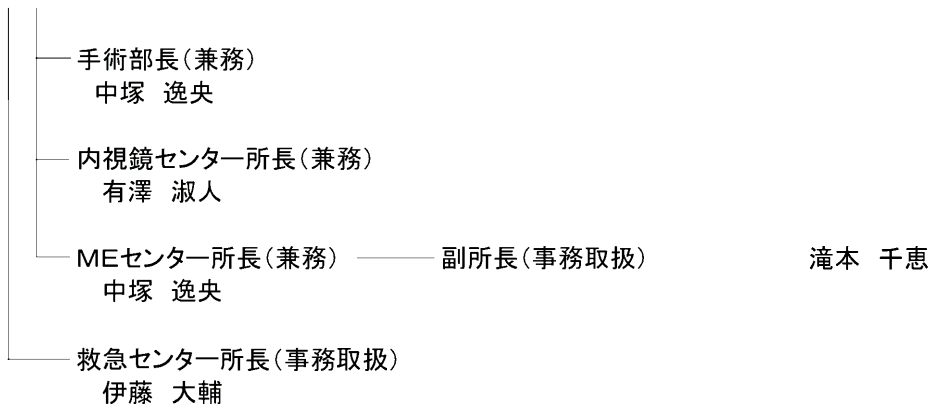 手術部長（兼務）
中塚　逸央
内視鏡センター所長（兼務）
有澤　淑人
MEセンター所長（兼務）　副所長（事務取扱）　滝本　千恵
中塚　逸央
救急センター所長（事務取扱）
伊藤　大輔